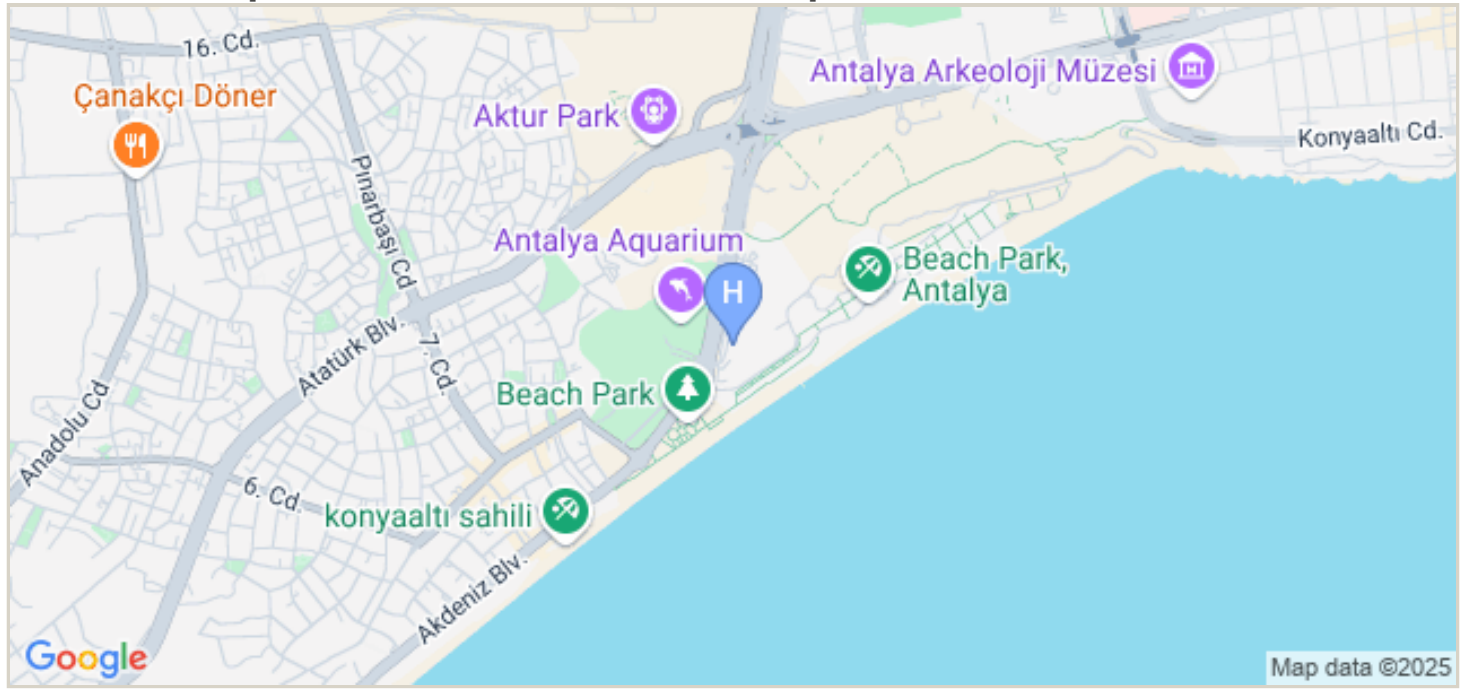 16. Cd.
Çanakçı Döner
Aktur Park
Antalya Arkeoloji Müzesi
Konyaaltı Cd.
Pınarbaşı Cd
Antalya Aquarium
H
Beach Park,
Antalya
Atatürk Blv.
7. Cd.
Beach Park
Anadolu Cd
6. Cd.
konyaaltı sahili
Akdeniz Blv.
Google
Map data ©2025